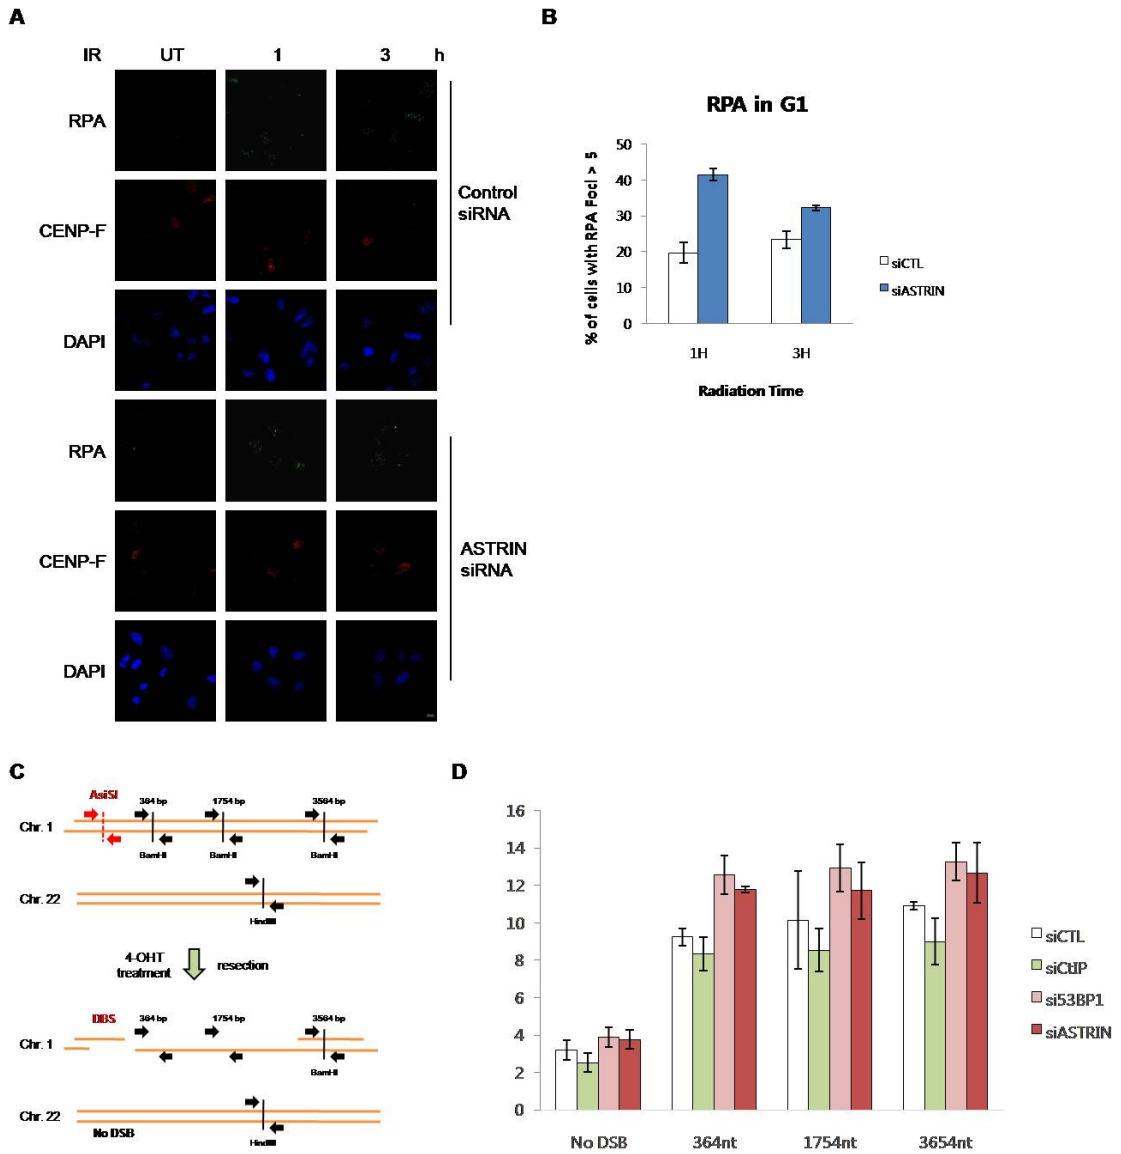 A
IR UT 1 3 h
RPA
CENP-F
DAPI
Control
siRNA
RPA
CENP-F
DAPI
ASTRIN
siRNA
B
RPA in G1
% of cells with RPA Foci > 5
50
40
30
20
10
0
1H 3H
Radiation Time
siCTL
siASTRIN
C
AsiSI 364 bp 1754 bp 3564 bp
Chr. 1
BamHI BamHI BamHI
Chr. 22
HindIII
4-OHT
treatment
resection
DBS 364 bp 1754 bp 3564 bp
Chr. 1
BamHI
Chr. 22
No DSB
HindIII
D
16
14
12
10
8
6
4
2
0
No DSB 364nt 1754nt 3654nt
siCTL
siCtIP
si53BP1
siASTRIN